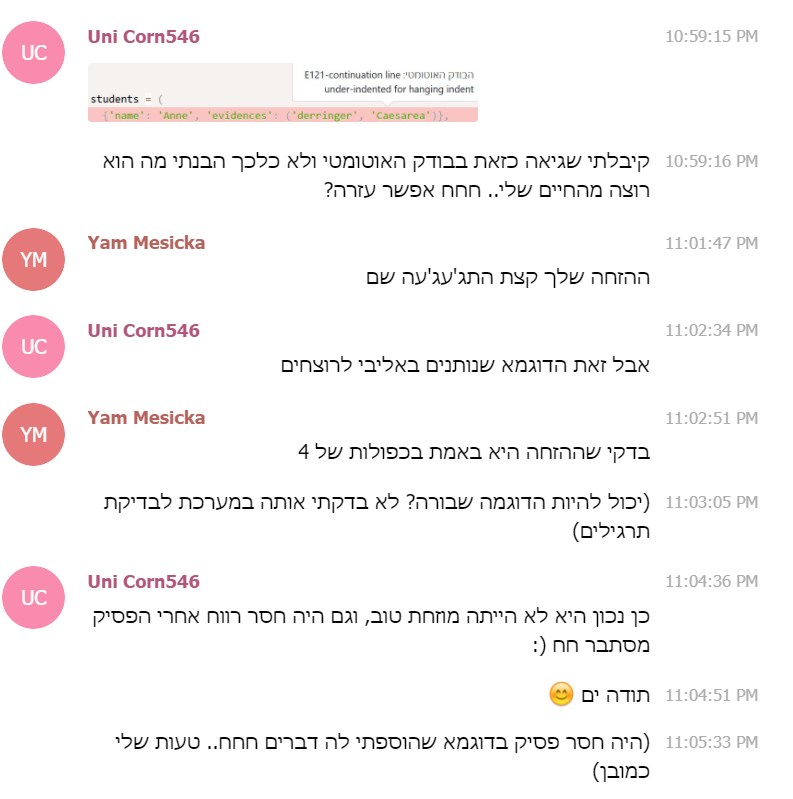 UC
Uni Corn546
10:59:15 PM
הבודק האוטומטי: E121-continuation line
under-indented for hanging indent
students = (
{'name': 'Anne', 'evidences': ('derringer', 'Caesarea')},
10:59:16 PM
קיבלתי שגיאה כזאת בבודק האוטומטי ולא כלכך הבנתי מה הוא
רוצה מהחיים שלי.. חחח אפשר עזרה?
YM
Yam Mesicka
11:01:47 PM
ההזחה שלך קצת התג'עג'עה שם
UC
Uni Corn546
11:02:34 PM
אבל זאת הדוגמא שנותנים באליבי לרוצחים
YM
Yam Mesicka
11:02:51 PM
בדקי שההזחה היא באמת בכפולות של 4
11:03:05 PM
(יכול להיות הדוגמה שבורה? לא בדקתי אותה במערכת לבדיקת
תרגילים)
UC
Uni Corn546
11:04:36 PM
כן נכון היא לא הייתה מוזחת טוב, וגם היה חסר רווח אחרי הפסיק
מסתבר חח (:
11:04:51 PM
תודה ים 😊
11:05:33 PM
(היה חסר פסיק בדוגמא שהוספתי לה דברים חחח.. טעות שלי
כמובן)